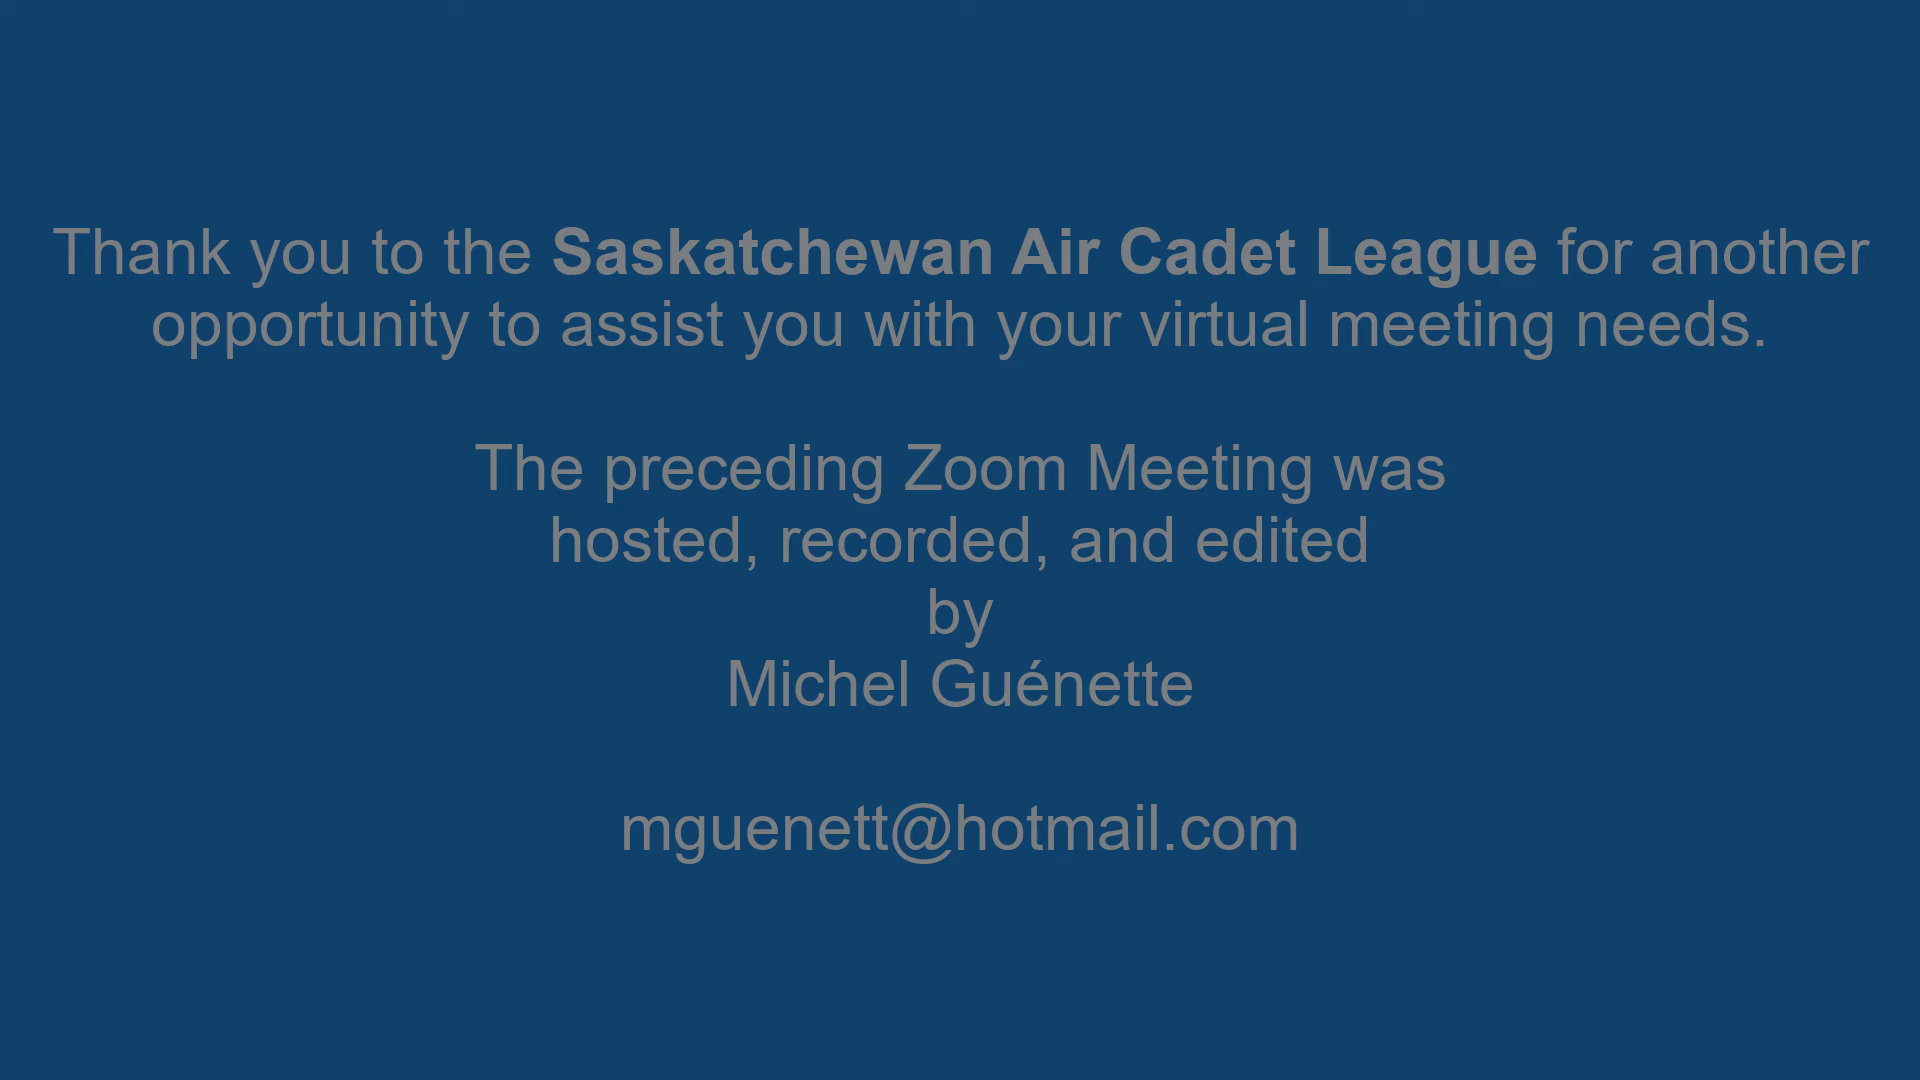 Thank you to the Saskatchewan Air Cadet League for another
opportunity to assist you with your virtual meeting needs.
The preceding Zoom Meeting was
hosted, recorded, and edited
by
Michel Guénette
mguenett@hotmail.com